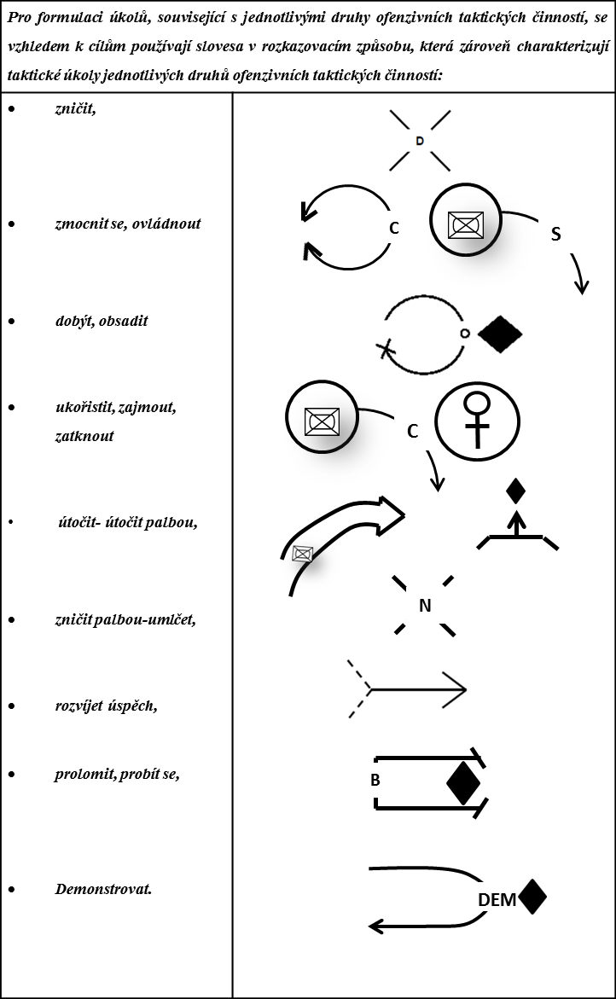 Pro formulaci úkolů, související s jednotlivými druhy ofenzivních taktických činností, se
vzhledem k cílům používají slovesa v rozkazovacím způsobu, která zároveň charakterizují
taktické úkoly jednotlivých druhů ofenzivních taktických činností:
• zničit,
D
• zmocnit se, ovládnout
C
S
• dobýt, obsadit
O
• ukořistit, zajmout,
zatknout
C
• útočit- útočit palbou,
• zničit palbou-umlčet,
N
• rozvíjet úspěch,
• prolomit, probít se,
B
• Demonstrovat.
DEM